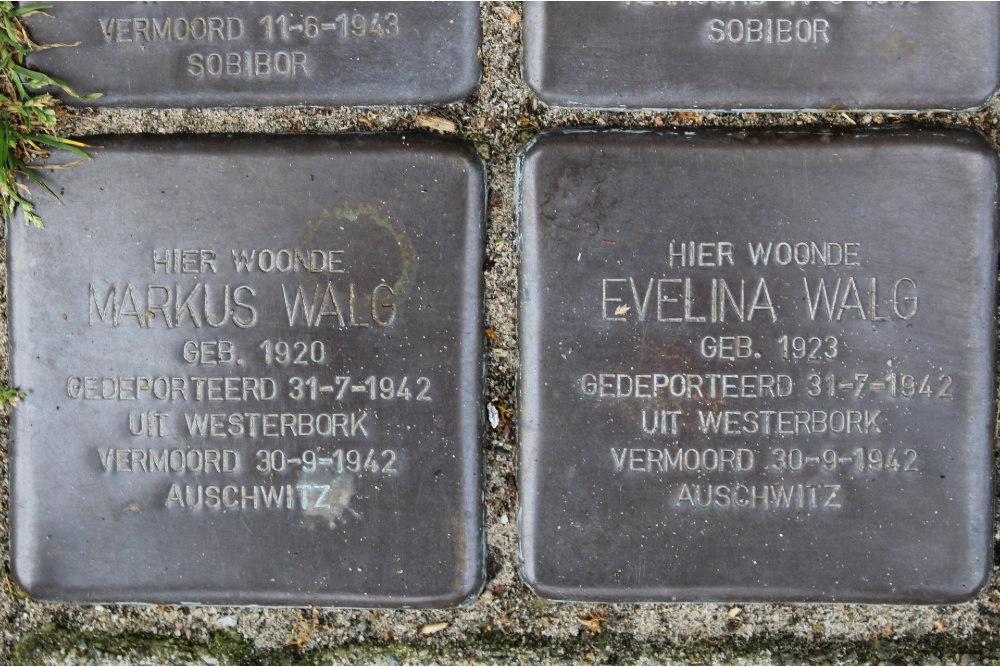 VERMOORD 11-6-1943
SOBIBOR
SOBIBOR
HIER WOONDE
MARKUS WALG
GEB. 1920
GEDEPORTEERD 31-7-1942
UIT WESTERBORK
VERMOORD 30-9-1942
AUSCHWITZ
HIER WOONDE
EVELINA WALG
GEB. 1923
GEDEPORTEERD 31-7-1942
UIT WESTERBORK
VERMOORD 30-9-1942
AUSCHWITZ